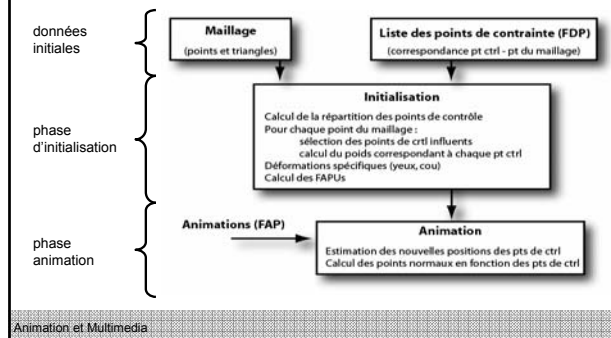 données
initiales
Maillage
(points et triangles)
Liste des points de contrainte (FDP)
(correspondance pt ctrl - pt du maillage)
phase
d'initialisation
Initialisation
Calcul de la répartition des points de contrôle
Pour chaque point du maillage :
sélection des points de crtl influents
calcul du poids correspondant à chaque pt ctrl
Déformations spécifiques (yeux, cou)
Calcul des FAPUs
phase
animation
Animations (FAP)
Animation
Estimation des nouvelles positions des pts de ctrl
Calcul des points normaux en fonction des pts de ctrl
Animation et Multimedia